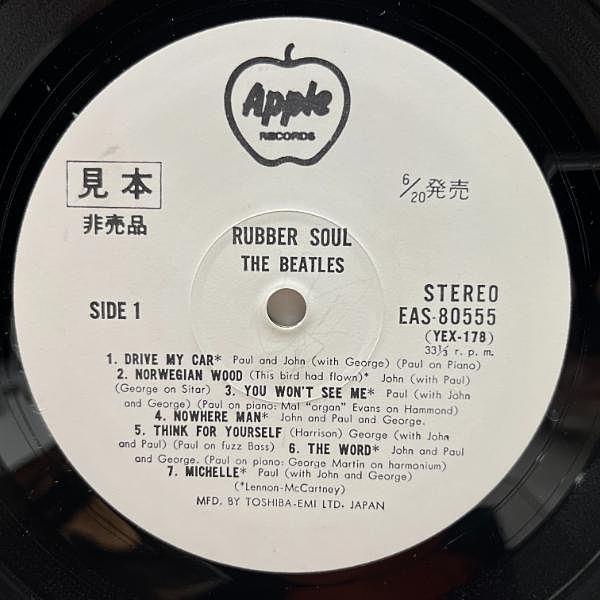 Apple
RECORDS
見本
非売品
6/20発売
RUBBER SOUL
THE BEATLES
SIDE 1
STEREO
EAS-80555
(YEX-178)
33⅓ r. p. m.
1. DRIVE MY CAR* Paul and John (with George) (Paul on Piano)
2. NORWEGIAN WOOD (This bird had flown)* John (with Paul)
(George on Sitar) 3. YOU WON'T SEE ME* Paul (with John
and George) (Paul on piano: Mal "organ" Evans on Hammond)
4. NOWHERE MAN* John and Paul and George.
5. THINK FOR YOURSELF (Harrison) George (with John
and Paul) (Paul on fuzz Bass) 6. THE WORD* John and Paul
and George. (Paul on piano: George Martin on harmonium)
7. MICHELLE* Paul (with John and George)
(*Lennon-McCartney)
MFD. BY TOSHIBA-EMI LTD. JAPAN